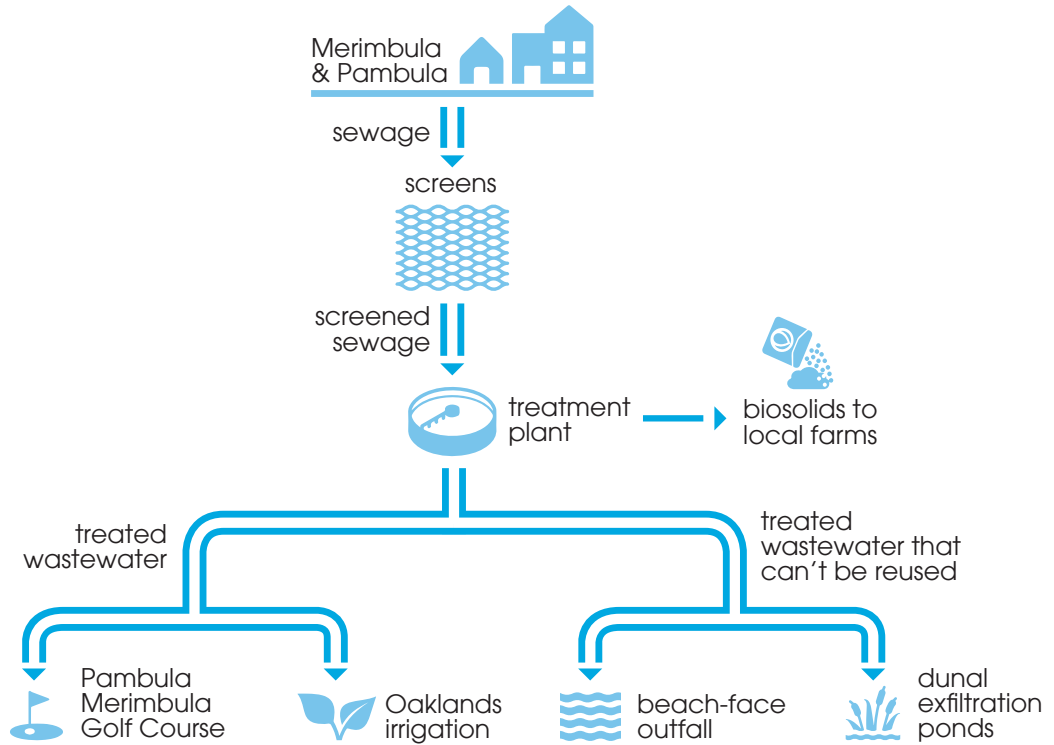 Merimbula
& Pambula
sewage
screens
screened
sewage
treatment
plant
biosolids to
local farms
treated
wastewater
treated
wastewater that
can't be reused
Pambula
Merimbula
Golf Course
Oaklands
irrigation
beach-face
outfall
dunal
exfiltration
ponds